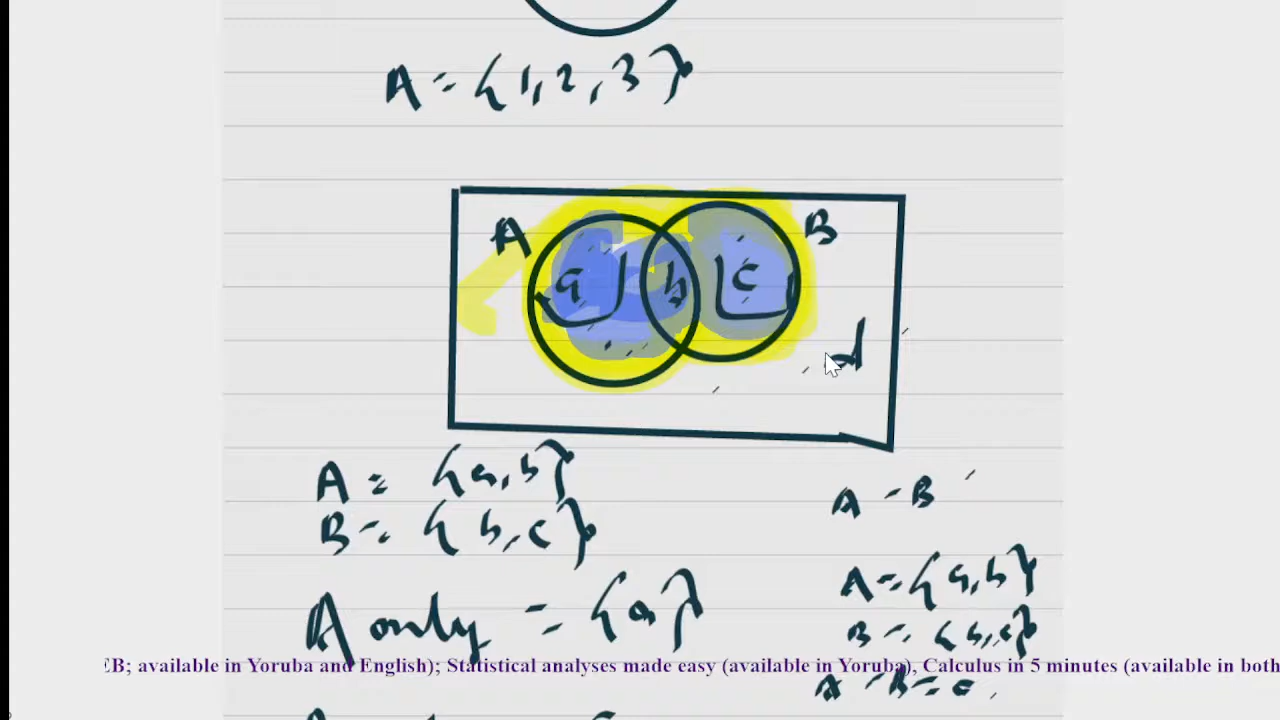 A = {1, 2, 3}
A B
a b c
d
A = {a, b}
B = {b, c}
A only = {a}
A - B
A = {a, b}
B = {b, c}
A - B =
EB; available in Yoruba and English); Statistical analyses made easy (available in Yoruba), Calculus in 5 minutes (available in both